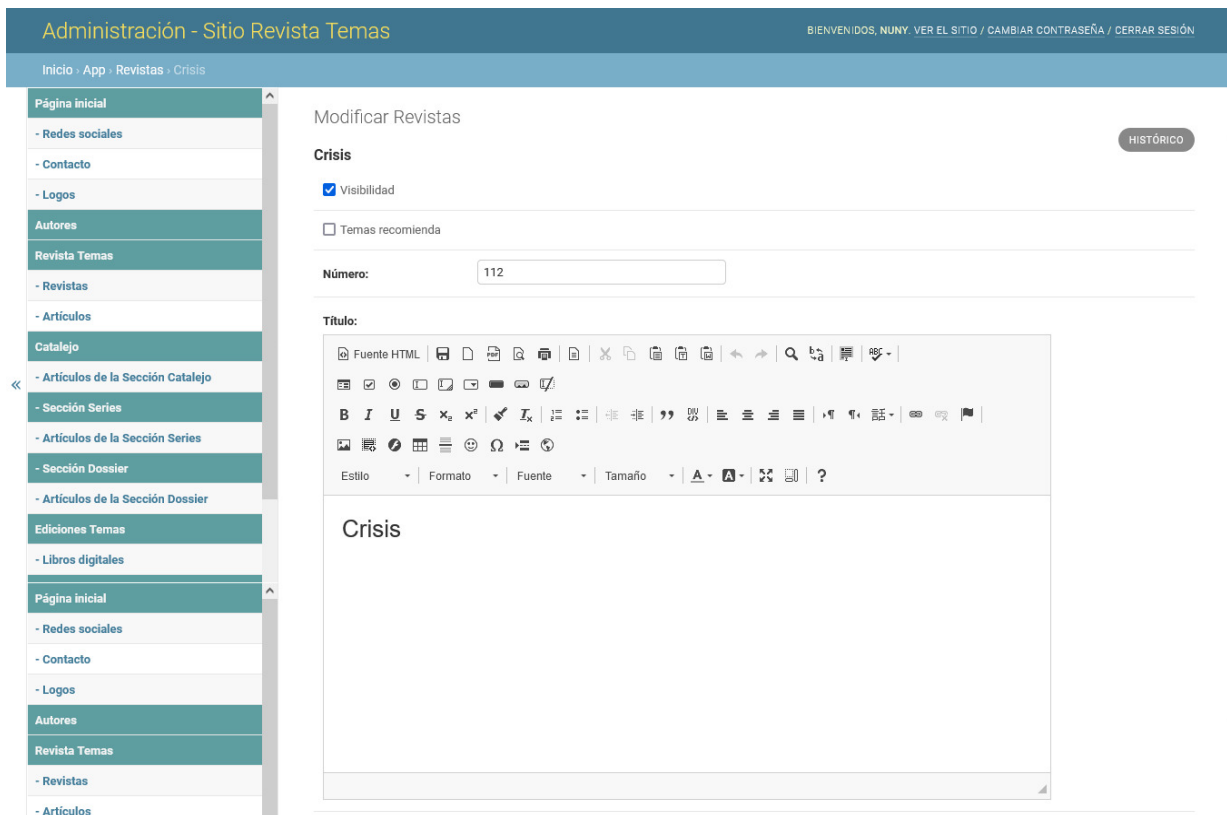 Administración - Sitio Revista Temas
BIENVENIDOS, NUNY. VER EL SITIO / CAMBIAR CONTRASEÑA / CERRAR SESIÓN
Inicio › App › Revistas › Crisis
Página inicial
- Redes sociales
- Contacto
- Logos
Autores
Revista Temas
- Revistas
- Artículos
Catalejo
- Artículos de la Sección Catalejo
- Sección Series
- Artículos de la Sección Series
- Sección Dossier
- Artículos de la Sección Dossier
Ediciones Temas
- Libros digitales
Página inicial
- Redes sociales
- Contacto
- Logos
Autores
Revista Temas
- Revistas
- Artículos
Modificar Revistas
HISTÓRICO
Crisis
Visibilidad
Temas recomienda
Número: 112
Título:
Fuente HTML
Estilo Formato Fuente Tamaño
Crisis